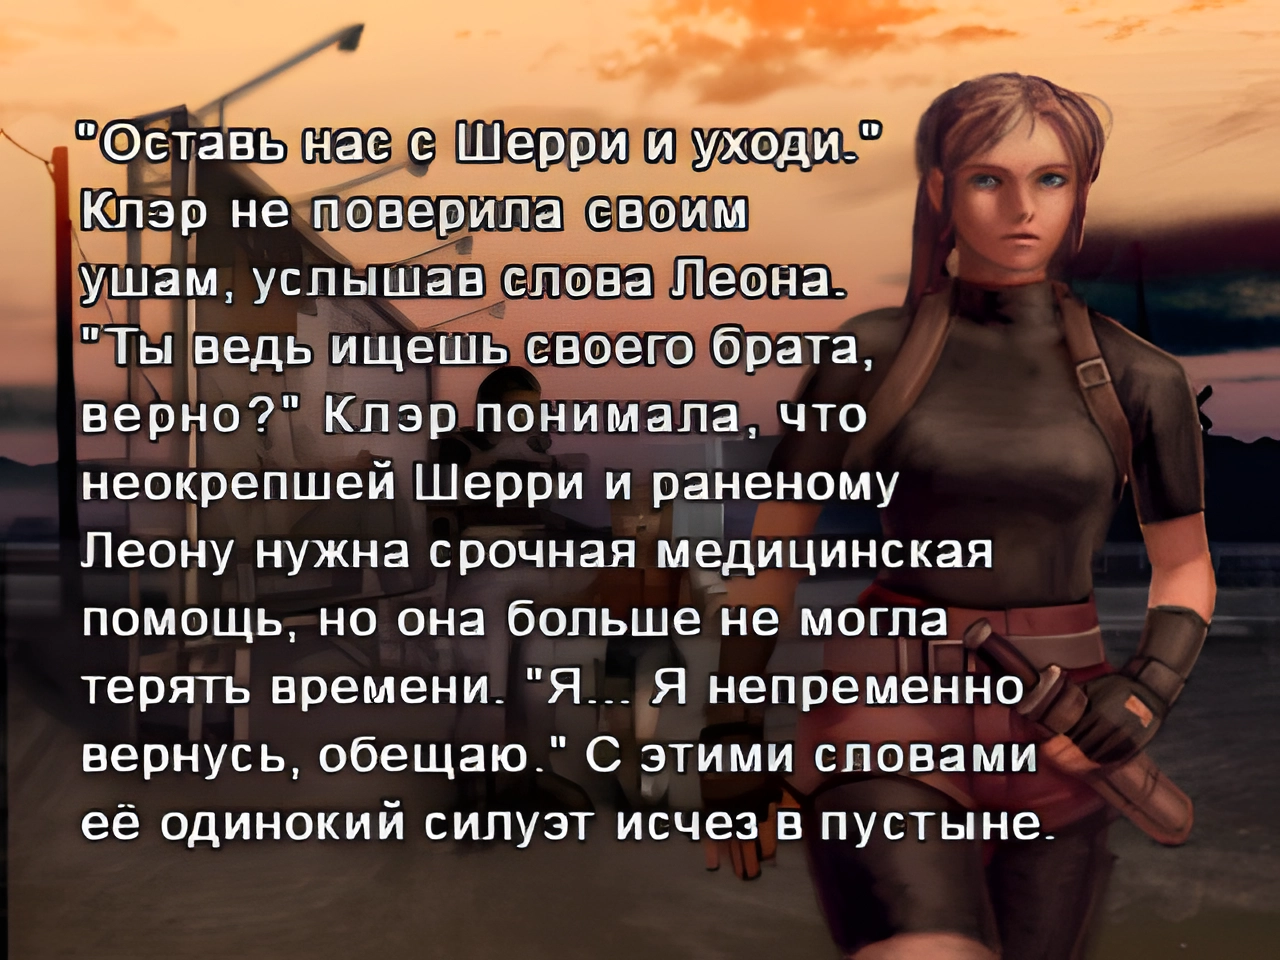 "Оставь нас с Шерри и уходи."
Клэр не поверила своим
ушам, услышав слова Леона.
"Ты ведь ищешь своего брата,
верно?" Клэр понимала, что
неокрепшей Шерри и раненому
Леону нужна срочная медицинская
помощь, но она больше не могла
терять времени. "Я... Я непременно
вернусь, обещаю." С этими словами
её одинокий силуэт исчез в пустыне.